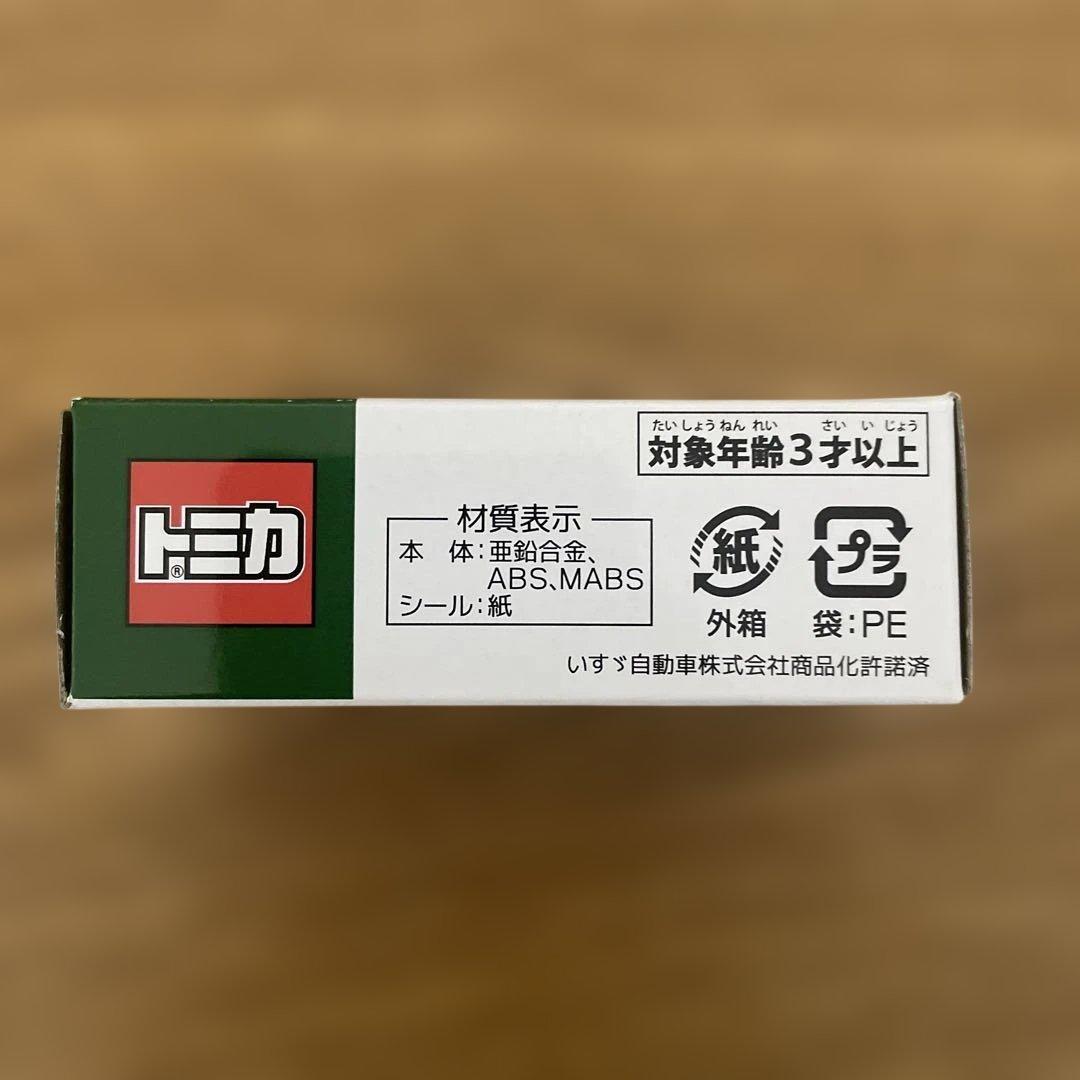 トミカ
®
たいしょうねんれい さいいじょう
対象年齢3才以上
材質表示
本 体:亜鉛合金、
ABS、MABS
シール:紙
紙
外箱
プラ
袋:PE
いすゞ自動車株式会社商品化許諾済